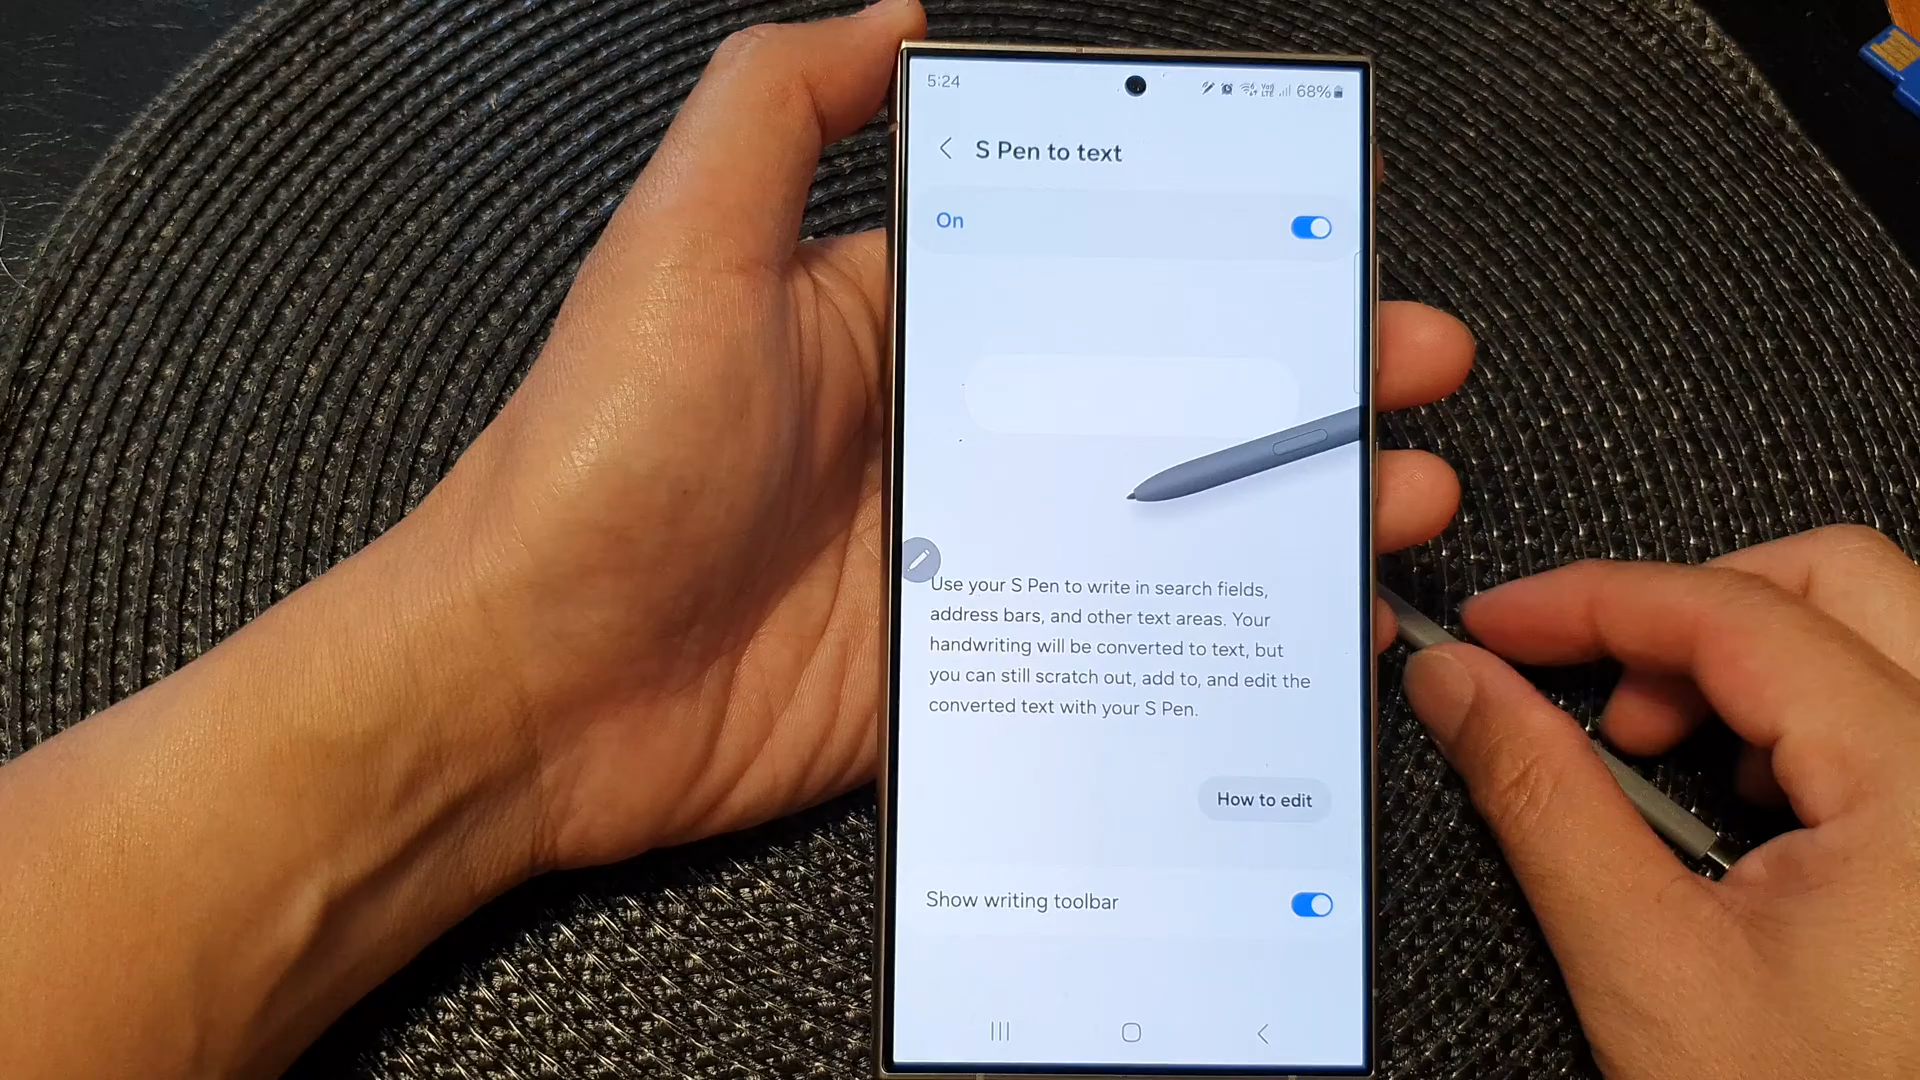 5:24
68%
S Pen to text
On
Use your S Pen to write in search fields,
address bars, and other text areas. Your
handwriting will be converted to text, but
you can still scratch out, add to, and edit the
converted text with your S Pen.
How to edit
Show writing toolbar